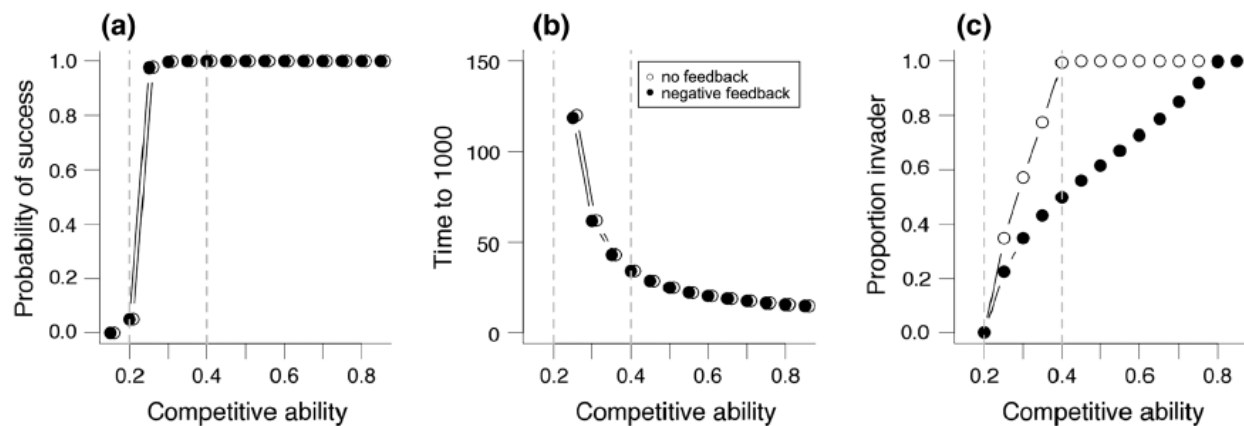 (a)
Probability of success
1.0
0.8
0.6
0.4
0.2
0.0
0.2
0.4
0.6
0.8
Competitive ability
(b)
Time to 1000
150
100
50
0
no feedback
negative feedback
0.2
0.4
0.6
0.8
Competitive ability
(c)
Proportion invader
1.0
0.8
0.6
0.4
0.2
0.0
0.2
0.4
0.6
0.8
Competitive ability